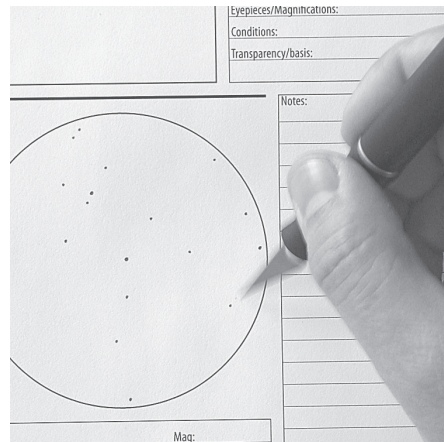 Eyepieces/Magnifications:
Conditions:
Transparency/basis:
Notes:
Mag: